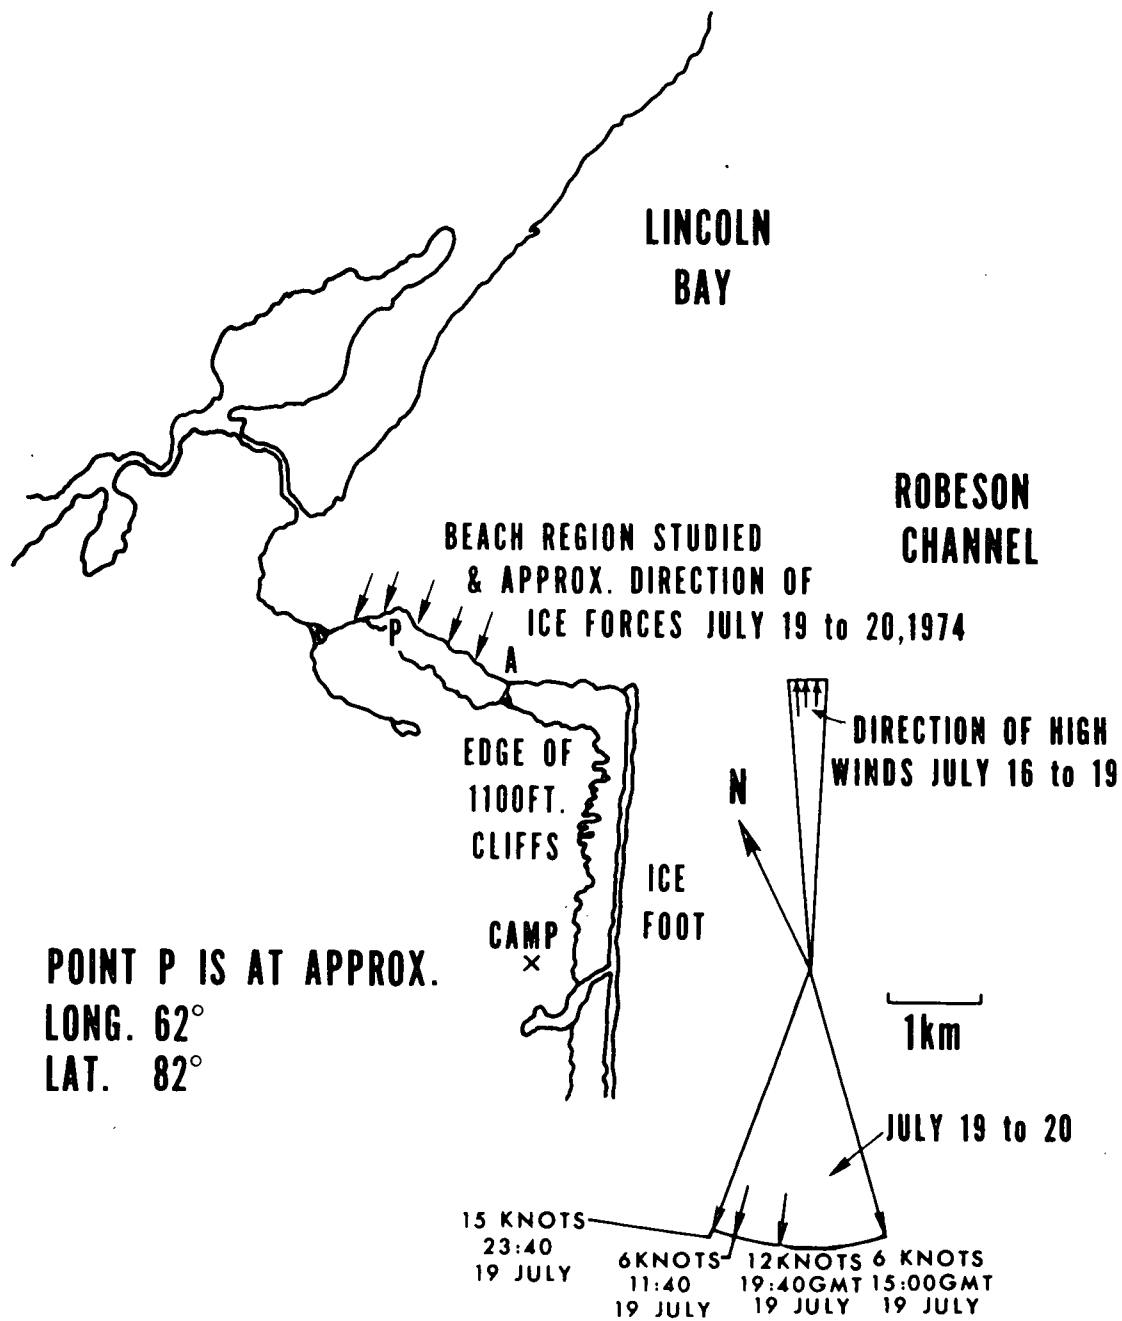 LINCOLN
BAY
ROBESON
CHANNEL
BEACH REGION STUDIED
& APPROX. DIRECTION OF
ICE FORCES JULY 19 to 20,1974
P
A
DIRECTION OF HIGH
WINDS JULY 16 to 19
N
EDGE OF
1100FT.
CLIFFS
ICE
FOOT
CAMP
×
POINT P IS AT APPROX.
LONG. 62°
LAT. 82°
1km
JULY 19 to 20
15 KNOTS
23:40
19 JULY
6KNOTS
11:40
19 JULY
12KNOTS
19:40GMT
19 JULY
6 KNOTS
15:00GMT
19 JULY